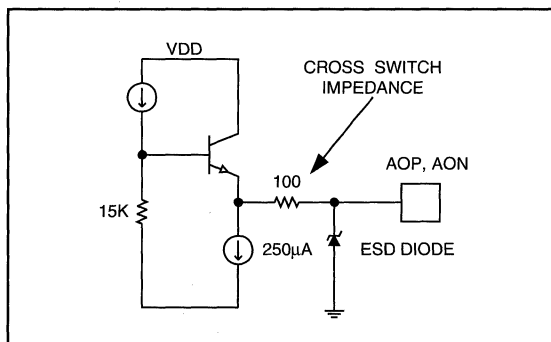 VDD
CROSS SWITCH
IMPEDANCE
AOP, AON
100
15K
250µA
ESD DIODE